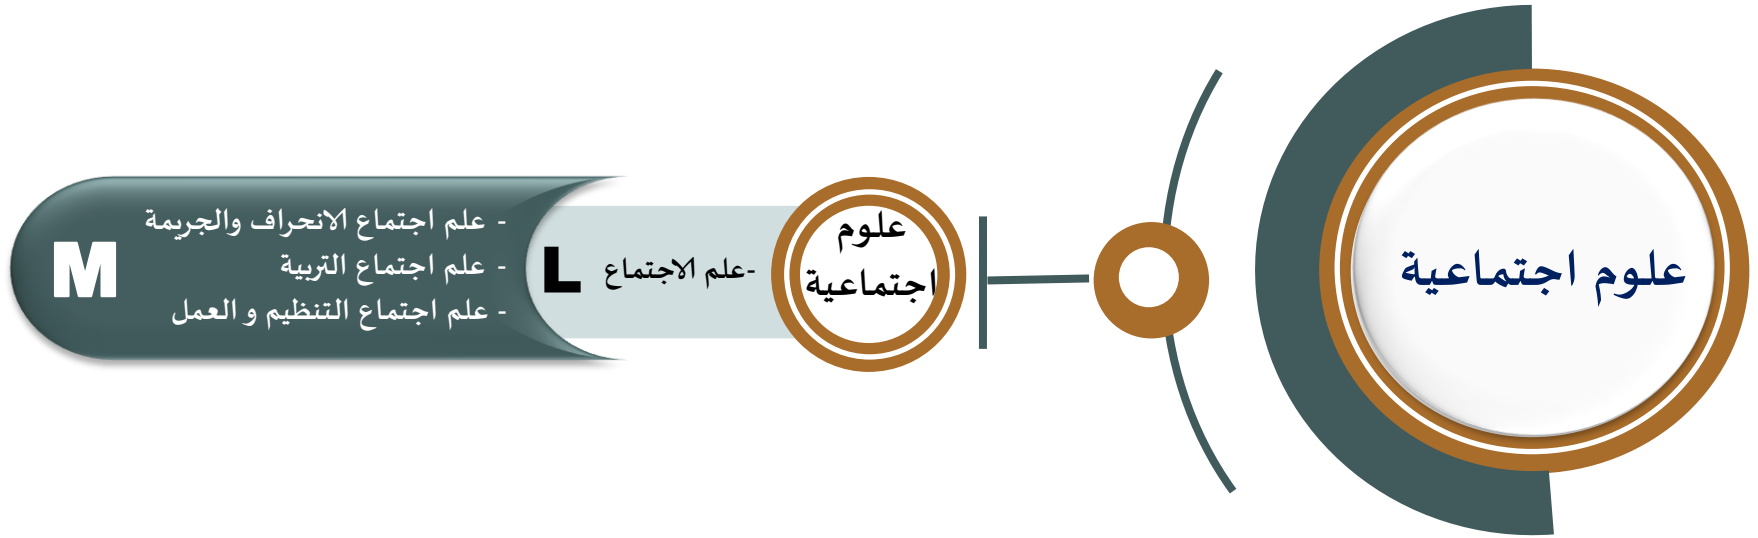 علوم اجتماعية
علوم
اجتماعية
-علم الاجتماع
L
- علم اجتماع الانحراف والجريمة
- علم اجتماع التربية
- علم اجتماع التنظيم و العمل
M